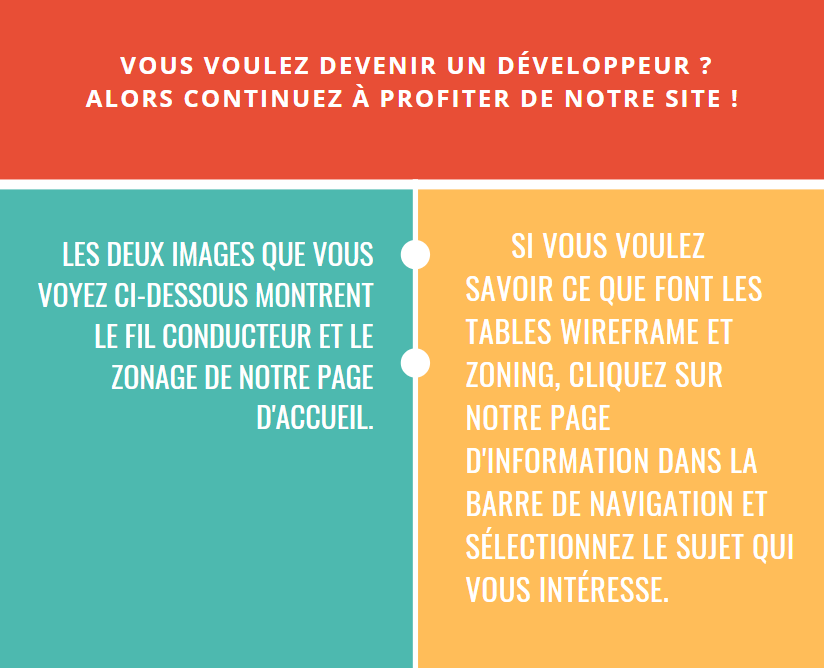 VOUS VOULEZ DEVENIR UN DÉVELOPPEUR ?
ALORS CONTINUEZ À PROFITER DE NOTRE SITE !
LES DEUX IMAGES QUE VOUS
VOYEZ CI-DESSOUS MONTRENT
LE FIL CONDUCTEUR ET LE
ZONAGE DE NOTRE PAGE
D'ACCUEIL.
SI VOUS VOULEZ
SAVOIR CE QUE FONT LES
TABLES WIREFRAME ET
ZONING, CLIQUEZ SUR
NOTRE PAGE
D'INFORMATION DANS LA
BARRE DE NAVIGATION ET
SÉLECTIONNEZ LE SUJET QUI
VOUS INTÉRESSE.